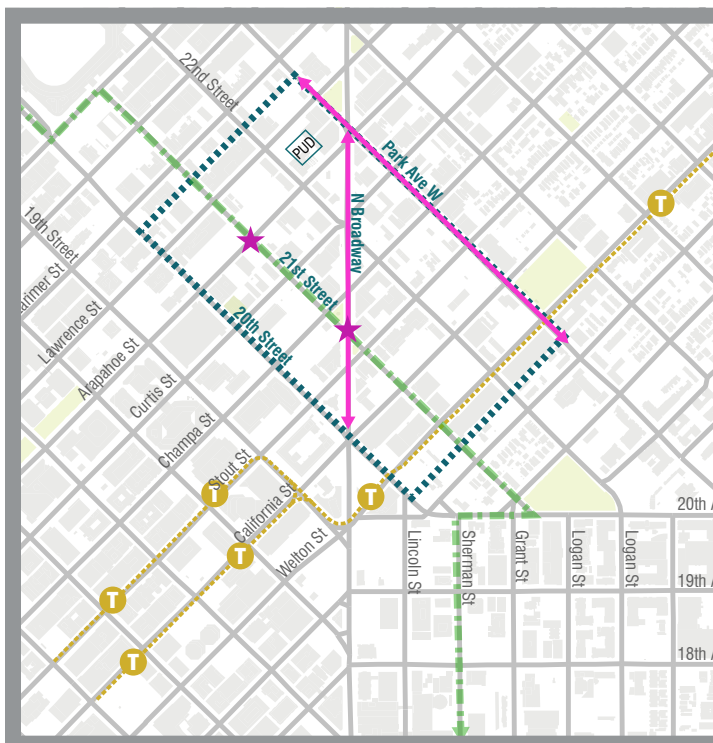 22nd Street
PUD
Park Ave W
T
N Broadway
19th Street
21st Street
20th Street
arimer St
Lawrence St
Arapahoe St
Curtis St
Champa St
Stout St
T
T
California St
T
Welton St
T
T
20th A
Lincoln St
Sherman St
Grant St
Logan St
Logan St
19th A
18th A